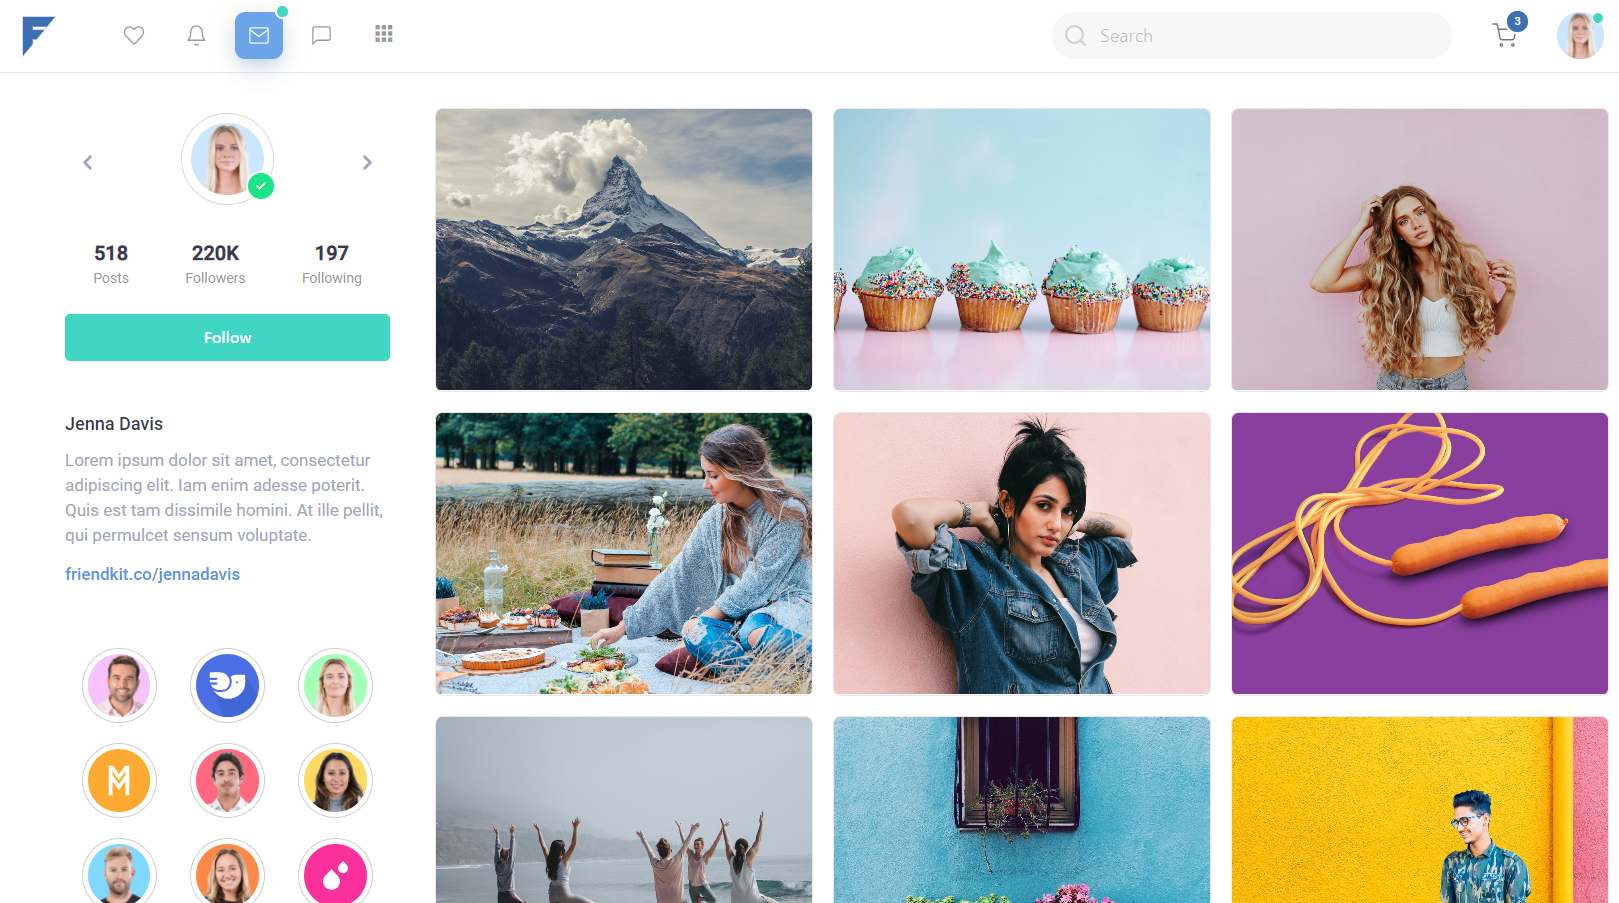 Search
3
518
220K
197
Posts
Followers
Following
Follow
Jenna Davis
Lorem ipsum dolor sit amet, consectetur
adipiscing elit. Iam enim adesse poterit.
Quis est tam dissimile homini. At ille pellit,
qui permulcet sensum voluptate.
friendkit.co/jennadavis